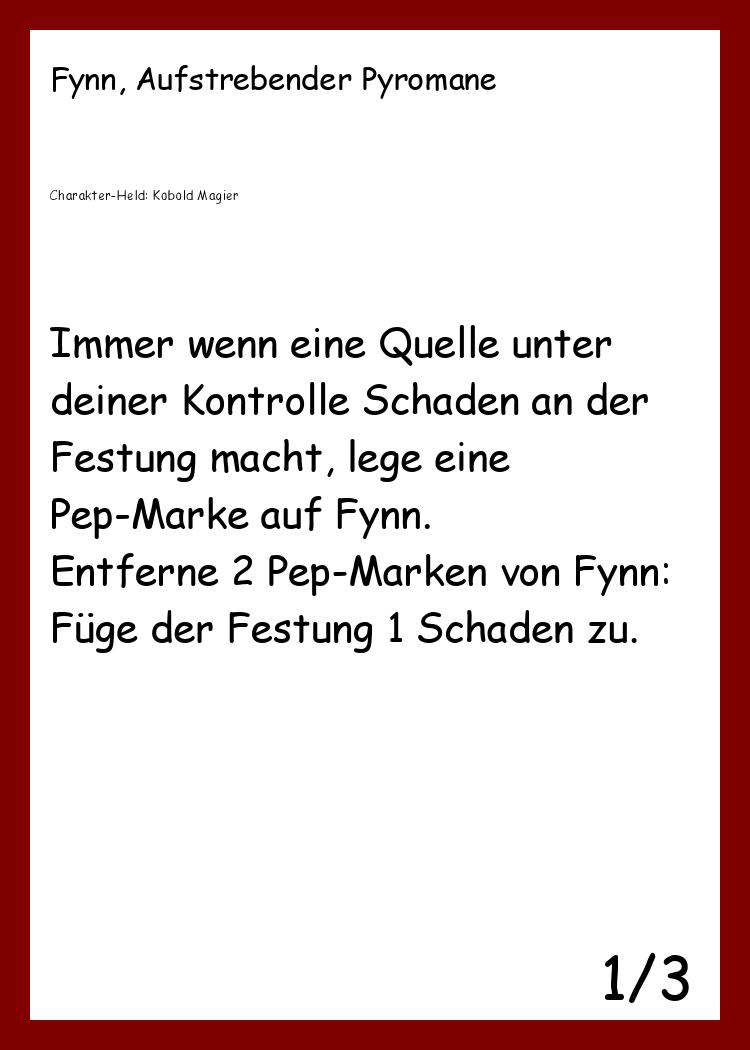 Fynn, Aufstrebender Pyromane
Charakter-Held: Kobold Magier
Immer wenn eine Quelle unter
deiner Kontrolle Schaden an der
Festung macht, lege eine
Pep-Marke auf Fynn.
Entferne 2 Pep-Marken von Fynn:
Füge der Festung 1 Schaden zu.
1/3